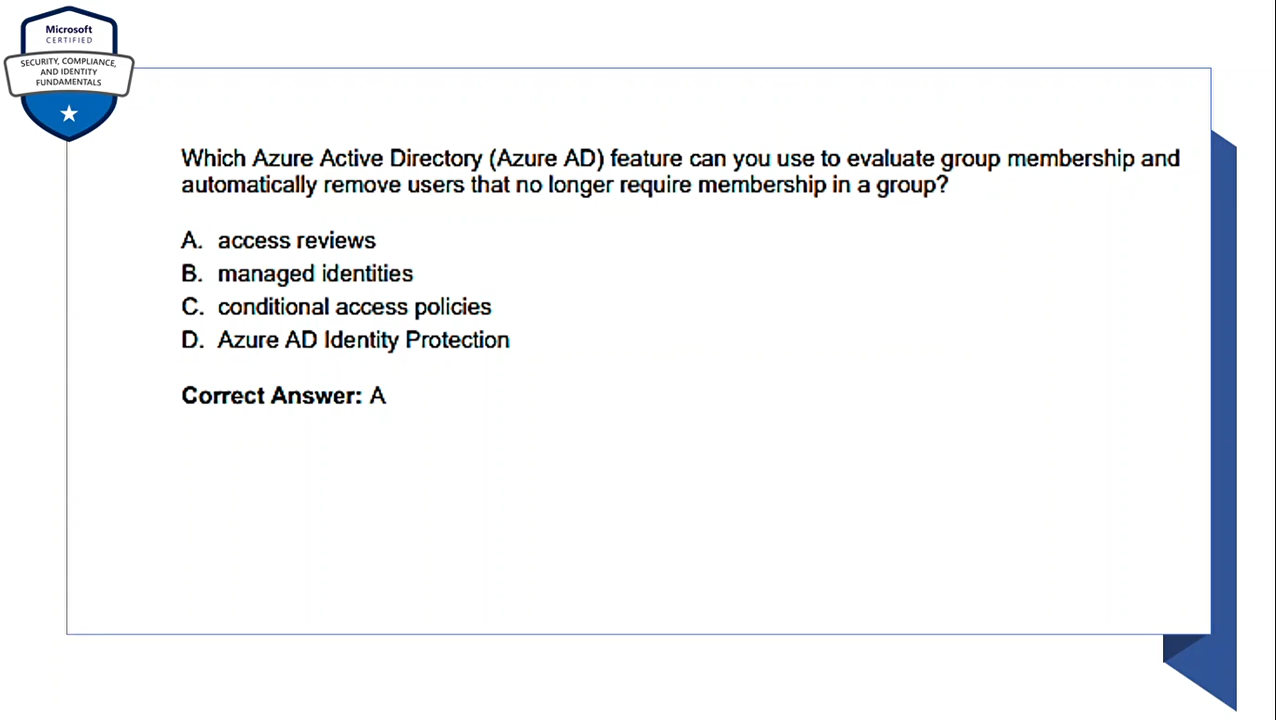 Microsoft
CERTIFIED
SECURITY, COMPLIANCE,
AND IDENTITY
FUNDAMENTALS
Which Azure Active Directory (Azure AD) feature can you use to evaluate group membership and
automatically remove users that no longer require membership in a group?
A. access reviews
B. managed identities
C. conditional access policies
D. Azure AD Identity Protection
Correct Answer: A